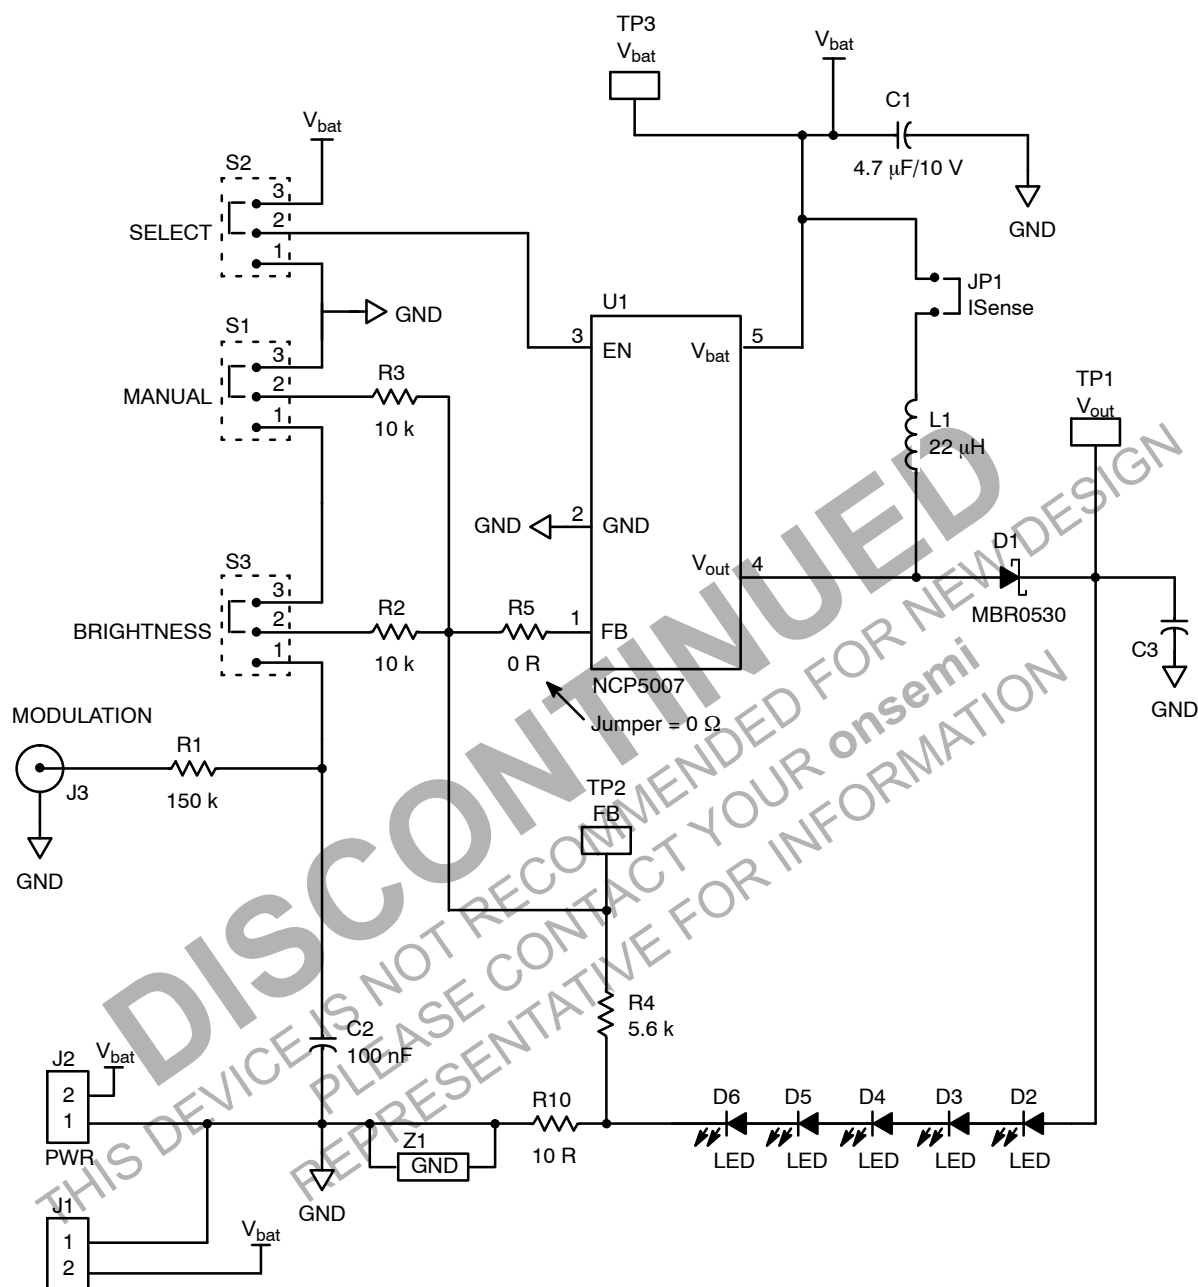 TP3
Vbat
Vbat
C1
4.7 μF/10 V
GND
Vbat
S2
3
2
1
SELECT
GND
JP1
ISense
S1
3
2
1
MANUAL
R3
10 k
U1
3
EN
Vbat
5
TP1
Vout
L1
22 μH
GND
2
GND
D1
Vout
4
MBR0530
S3
3
2
1
BRIGHTNESS
R2
10 k
R5
0 R
1
FB
C3
GND
NCP5007
Jumper = 0 Ω
MODULATION
J3
R1
150 k
GND
TP2
FB
R4
5.6 k
C2
100 nF
J2
Vbat
2
1
PWR
R10
10 R
Z1
GND
GND
D6
D5
D4
D3
D2
LED
LED
LED
LED
LED
J1
1
2
Vbat
DISCONTINUED
THIS DEVICE IS NOT RECOMMENDED FOR NEW DESIGN
PLEASE CONTACT YOUR onsemi
REPRESENTATIVE FOR INFORMATION